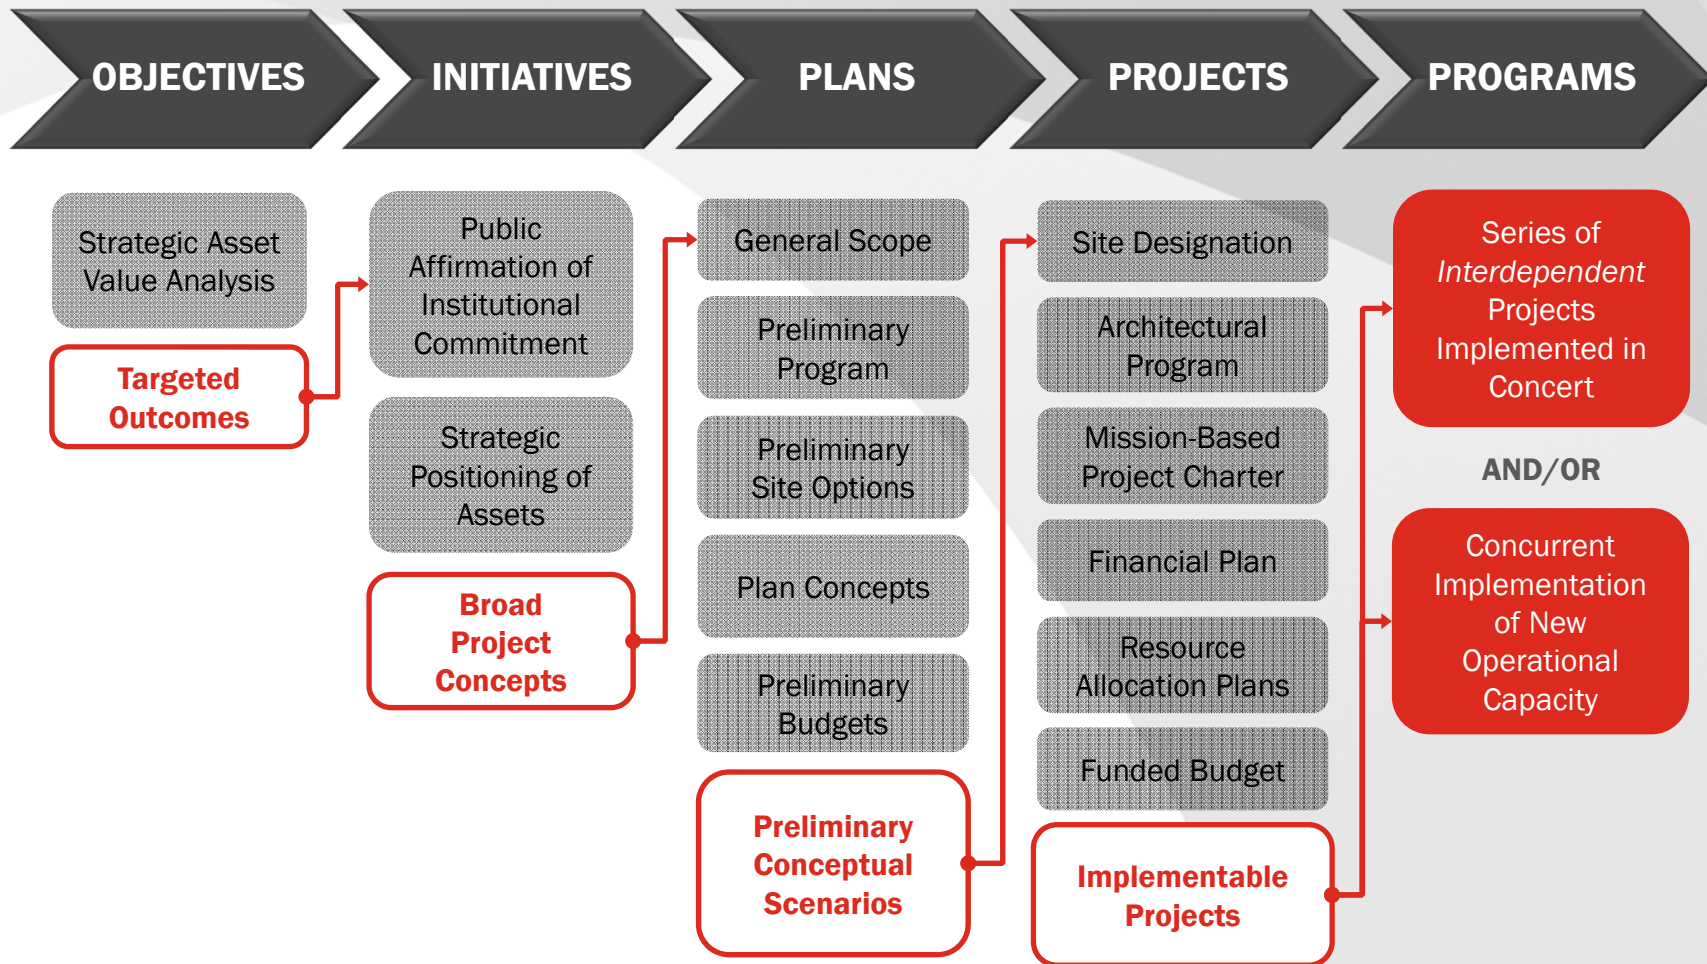 OBJECTIVES
INITIATIVES
PLANS
PROJECTS
PROGRAMS
Strategic Asset
Value Analysis
Targeted
Outcomes
Public
Affirmation of
Institutional
Commitment
Strategic
Positioning of
Assets
Broad
Project
Concepts
General Scope
Preliminary
Program
Preliminary
Site Options
Plan Concepts
Preliminary
Budgets
Preliminary
Conceptual
Scenarios
Site Designation
Architectural
Program
Mission-Based
Project Charter
Financial Plan
Resource
Allocation Plans
Funded Budget
Implementable
Projects
Series of
Interdependent
Projects
Implemented in
Concert
AND/OR
Concurrent
Implementation
of New
Operational
Capacity